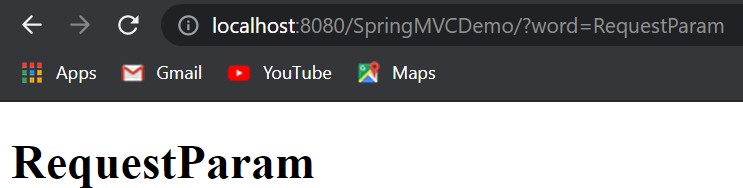 localhost:8080/SpringMVCDemo/?word=RequestParam
Apps Gmail YouTube Maps
RequestParam